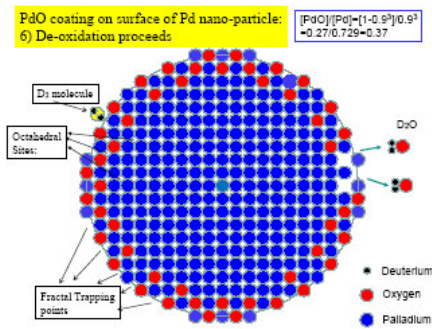 PdO coating on surface of Pd nano-particle:
6) De-oxidation proceeds
[PdO]/[Pd]=[1-0.9³]/0.9³
=0.27/0.729=0.37
D₂ molecule
Octahedral
Sites:
D₂O
Fractal Trapping
points
Deuterium
Oxygen
Palladium